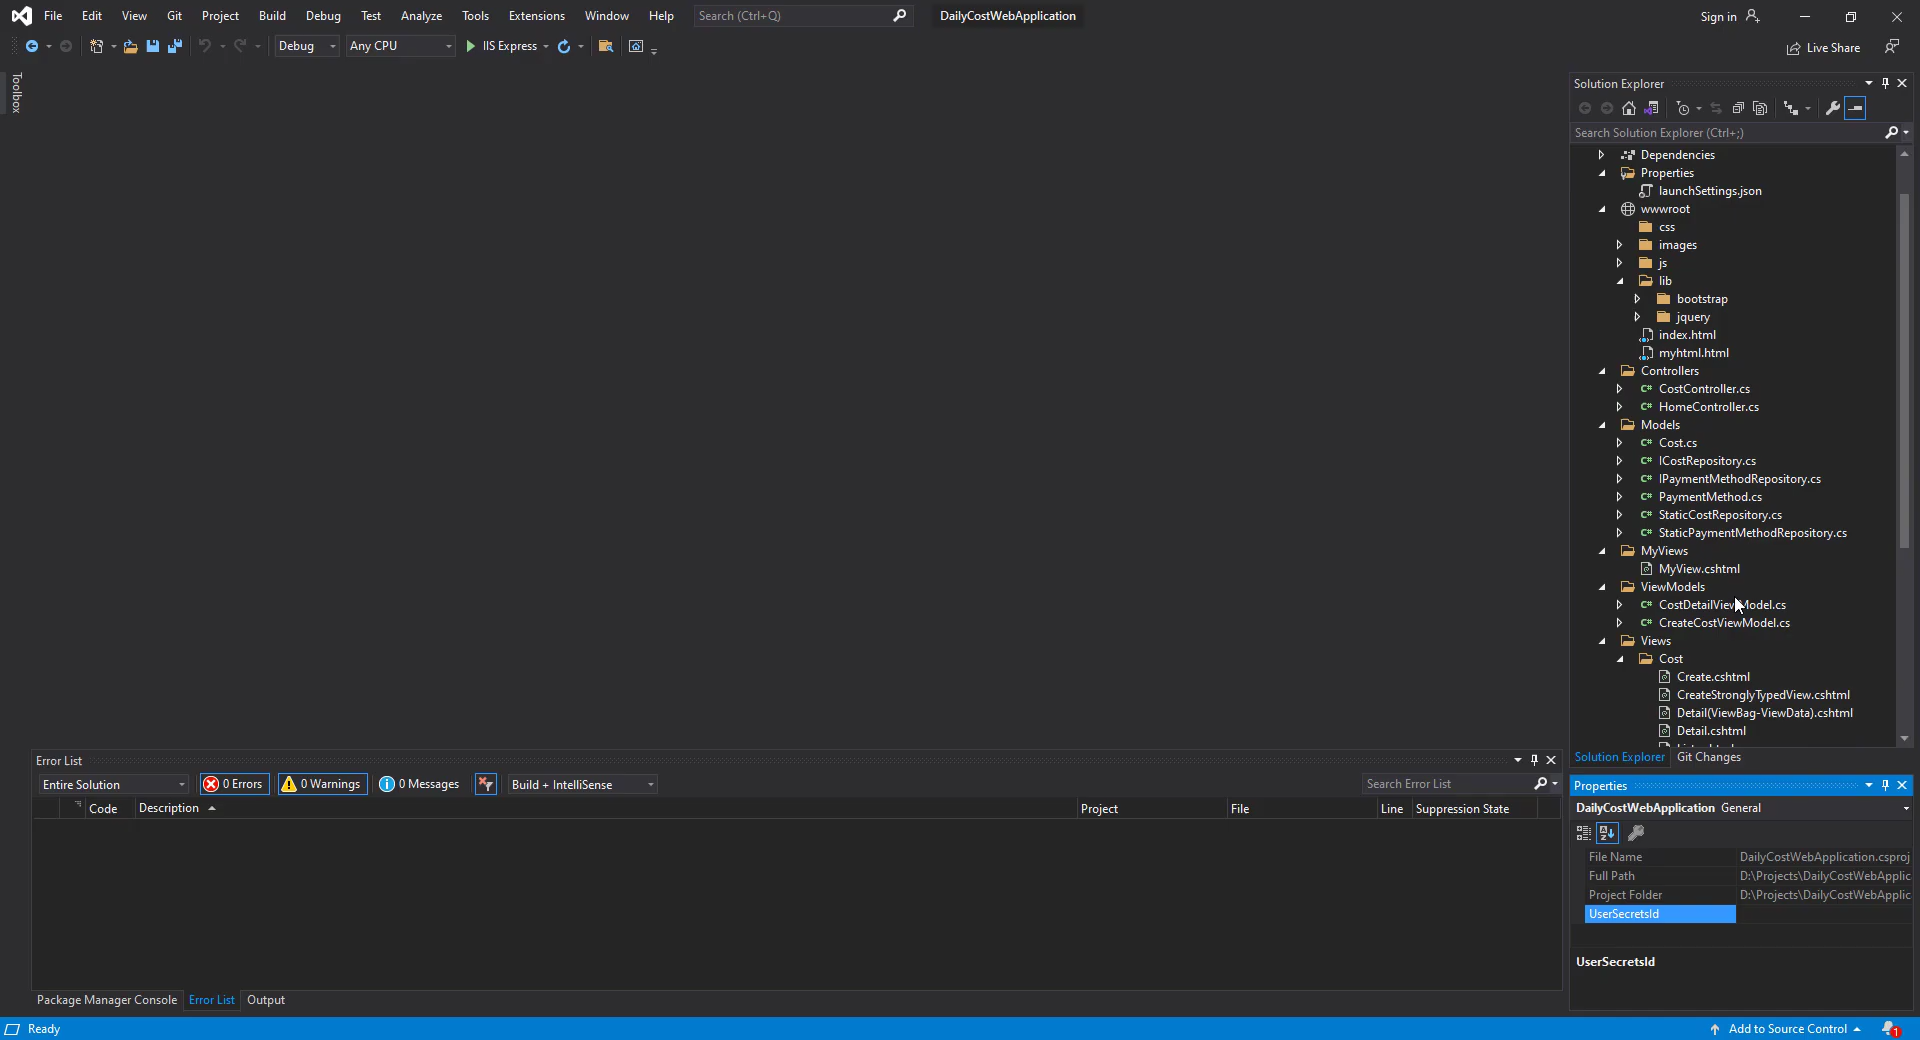 File Edit View Git Project Build Debug Test Analyze Tools Extensions Window Help Search (Ctrl+Q) DailyCostWebApplication Sign in
Debug Any CPU IIS Express Live Share
Toolbox
Solution Explorer
Search Solution Explorer (Ctrl+;)
Dependencies
Properties
launchSettings.json
wwwroot
css
images
js
lib
bootstrap
jquery
index.html
myhtml.html
Controllers
C# CostController.cs
C# HomeController.cs
Models
C# Cost.cs
C# ICostRepository.cs
C# IPaymentMethodRepository.cs
C# PaymentMethod.cs
C# StaticCostRepository.cs
C# StaticPaymentMethodRepository.cs
MyViews
MyView.cshtml
ViewModels
C# CostDetailViewModel.cs
C# CreateCostViewModel.cs
Views
Cost
Create.cshtml
CreateStronglyTypedView.cshtml
Detail(ViewBag-ViewData).cshtml
Detail.cshtml
Solution Explorer Git Changes
Error List
Entire Solution 0 Errors 0 Warnings 0 Messages Build + IntelliSense Search Error List
Code Description Project File Line Suppression State
Package Manager Console Error List Output
Properties
DailyCostWebApplication General
File Name DailyCostWebApplication.csproj
Full Path D:\Projects\DailyCostWebApplic
Project Folder D:\Projects\DailyCostWebApplic
UserSecretsId
UserSecretsId
Ready Add to Source Control 1